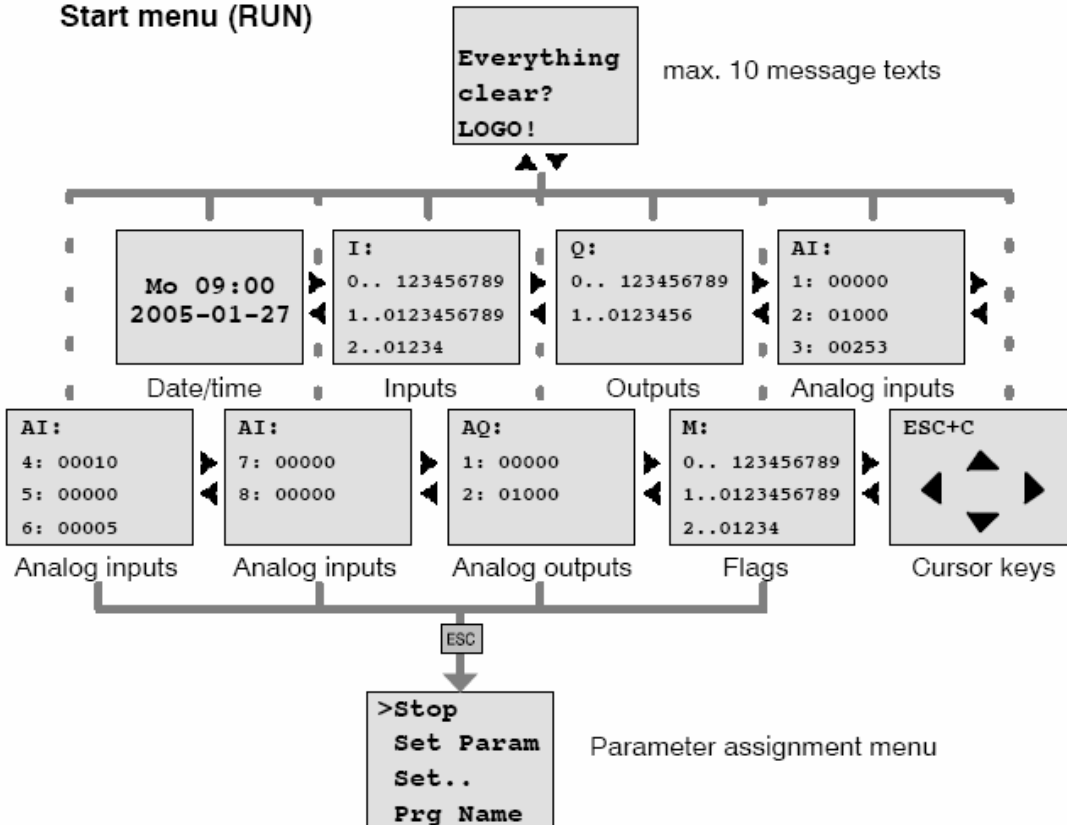 Start menu (RUN)
Everything
clear?
LOGO!
max. 10 message texts
Mo 09:00
2005-01-27
Date/time
I:
0.. 123456789
1..0123456789
2..01234
Inputs
Q:
0.. 123456789
1..0123456
Outputs
AI:
1: 00000
2: 01000
3: 00253
Analog inputs
AI:
4: 00010
5: 00000
6: 00005
Analog inputs
AI:
7: 00000
8: 00000
Analog inputs
AQ:
1: 00000
2: 01000
Analog outputs
M:
0.. 123456789
1..0123456789
2..01234
Flags
ESC+C
Cursor keys
ESC
>Stop
Set Param
Set..
Prg Name
Parameter assignment menu